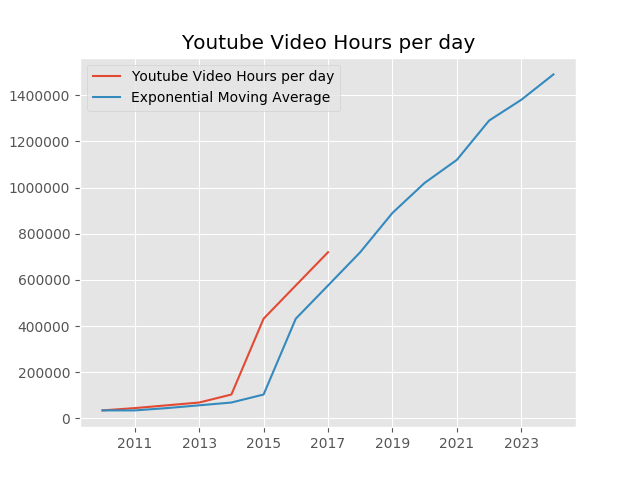 Youtube Video Hours per day
Youtube Video Hours per day
Exponential Moving Average
1400000
1200000
1000000
800000
600000
400000
200000
0
2011 2013 2015 2017 2019 2021 2023